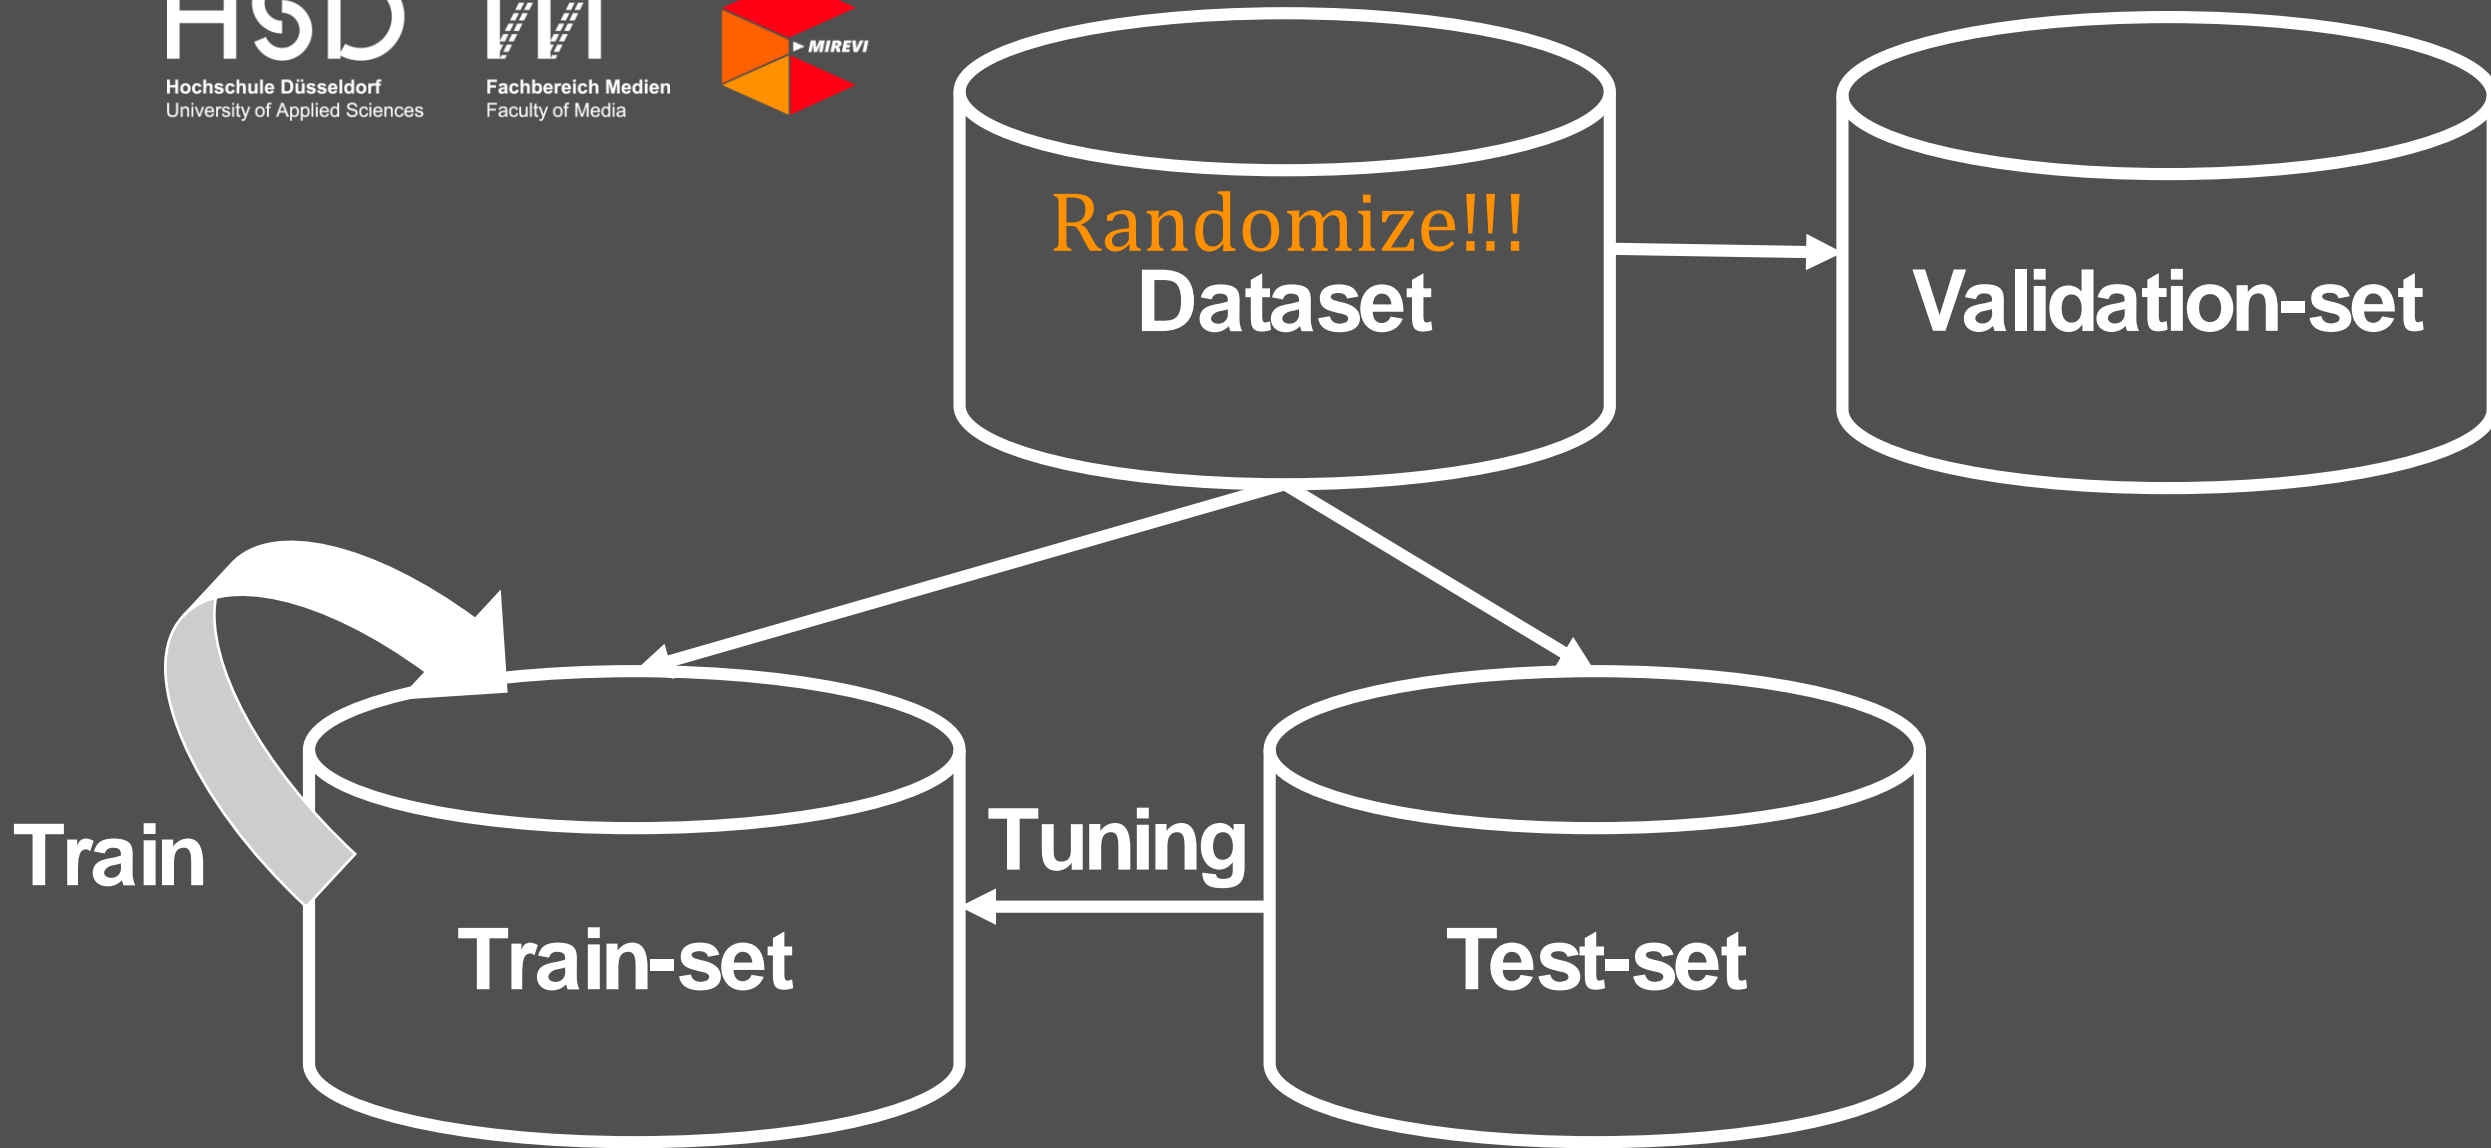 HSD
Hochschule Düsseldorf
University of Applied Sciences
Fachbereich Medien
Faculty of Media
MIREVI
Randomize!!!
Dataset
Validation-set
Train
Tuning
Train-set
Test-set